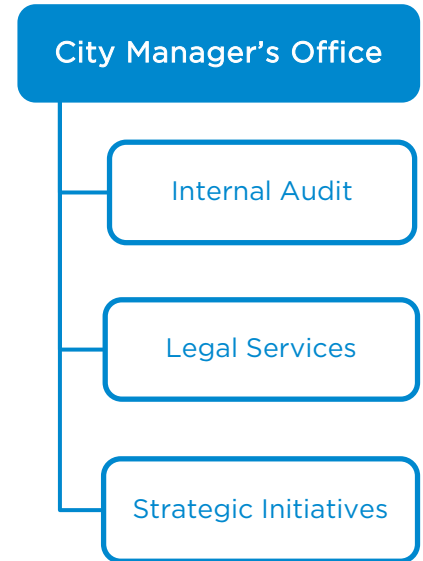 City Manager’s Office
Internal Audit
Legal Services
Strategic Initiatives